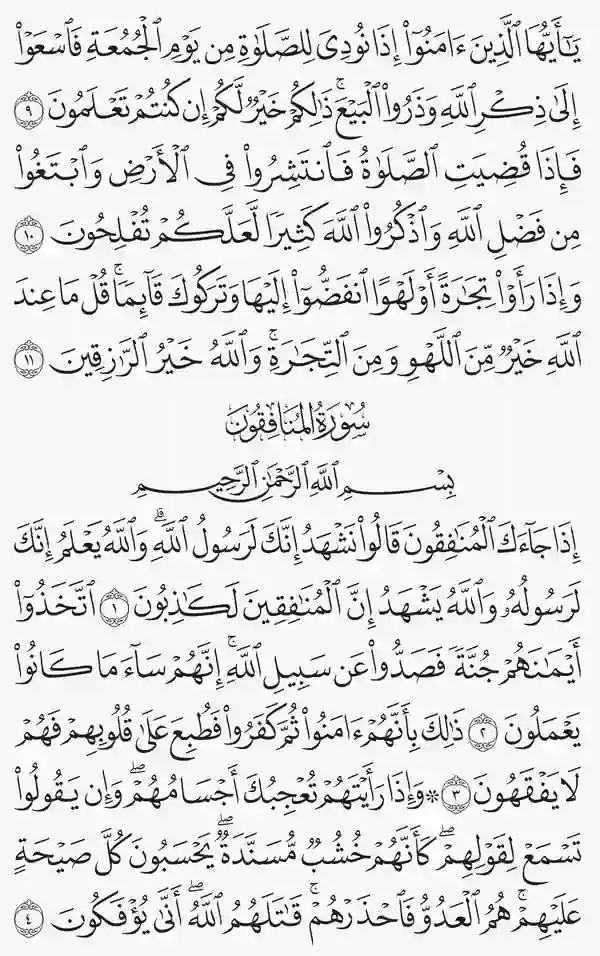 يَـٰٓأَيُّهَا ٱلَّذِينَ ءَامَنُوٓا۟ إِذَا نُودِىَ لِلصَّلَوٰةِ مِن يَوْمِ ٱلْجُمُعَةِ فَٱسْعَوْا۟
إِلَىٰ ذِكْرِ ٱللَّهِ وَذَرُوا۟ ٱلْبَيْعَ ۚ ذَٰلِكُمْ خَيْرٌ لَّكُمْ إِن كُنتُمْ تَعْلَمُونَ ٩
فَإِذَا قُضِيَتِ ٱلصَّلَوٰةُ فَٱنتَشِرُوا۟ فِى ٱلْأَرْضِ وَٱبْتَغُوا۟
مِن فَضْلِ ٱللَّهِ وَٱذْكُرُوا۟ ٱللَّهَ كَثِيرًا لَّعَلَّكُمْ تُفْلِحُونَ ١٠
وَإِذَا رَأَوْا۟ تِجَـٰرَةً أَوْ لَهْوًا ٱنفَضُّوٓا۟ إِلَيْهَا وَتَرَكُوكَ قَآئِمًا ۚ قُلْ مَا عِندَ
ٱللَّهِ خَيْرٌ مِّنَ ٱللَّهْوِ وَمِنَ ٱلتِّجَـٰرَةِ ۚ وَٱللَّهُ خَيْرُ ٱلرَّٰزِقِينَ ١١
سُورَةُ المُنَافِقُونَ
بِسْمِ ٱللَّهِ ٱلرَّحْمَـٰنِ ٱلرَّحِيمِ
إِذَا جَآءَكَ ٱلْمُنَـٰفِقُونَ قَالُوا۟ نَشْهَدُ إِنَّكَ لَرَسُولُ ٱللَّهِ ۗ وَٱللَّهُ يَعْلَمُ إِنَّكَ
لَرَسُولُهُۥ وَٱللَّهُ يَشْهَدُ إِنَّ ٱلْمُنَـٰفِقِينَ لَكَـٰذِبُونَ ١ ٱتَّخَذُوٓا۟
أَيْمَـٰنَهُمْ جُنَّةً فَصَدُّوا۟ عَن سَبِيلِ ٱللَّهِ ۚ إِنَّهُمْ سَآءَ مَا كَانُوا۟
يَعْمَلُونَ ٢ ذَٰلِكَ بِأَنَّهُمْ ءَامَنُوا۟ ثُمَّ كَفَرُوا۟ فَطُبِعَ عَلَىٰ قُلُوبِهِمْ فَهُمْ
لَا يَفْقَهُونَ ٣ ۞ وَإِذَا رَأَيْتَهُمْ تُعْجِبُكَ أَجْسَامُهُمْ ۖ وَإِن يَقُولُوا۟
تَسْمَعْ لِقَوْلِهِمْ ۖ كَأَنَّهُمْ خُشُبٌ مُّسَنَّدَةٌ ۖ يَحْسَبُونَ كُلَّ صَيْحَةٍ
عَلَيْهِمْ ۚ هُمُ ٱلْعَدُوُّ فَٱحْذَرْهُمْ ۚ قَـٰتَلَهُمُ ٱللَّهُ ۖ أَنَّىٰ يُؤْفَكُونَ ٤